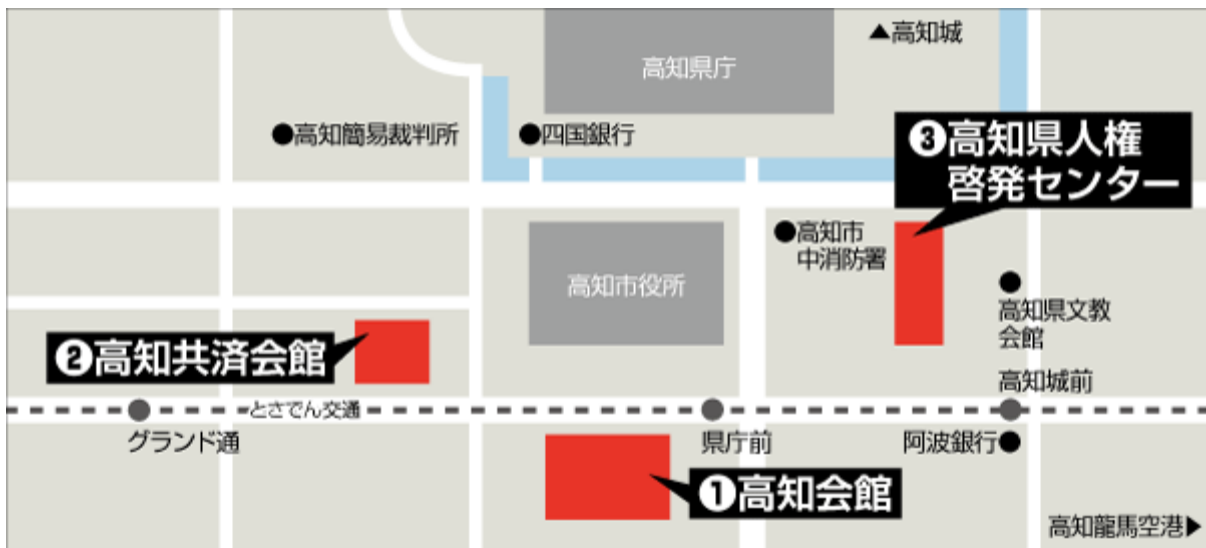 ▲高知城
高知県庁
●高知簡易裁判所
●四国銀行
❸高知県人権
啓発センター
●高知市
中消防署
高知市役所
●
高知県文教
会館
❷高知共済会館
高知城前
とさでん交通
グランド通
県庁前
阿波銀行●
❶高知会館
高知龍馬空港▶